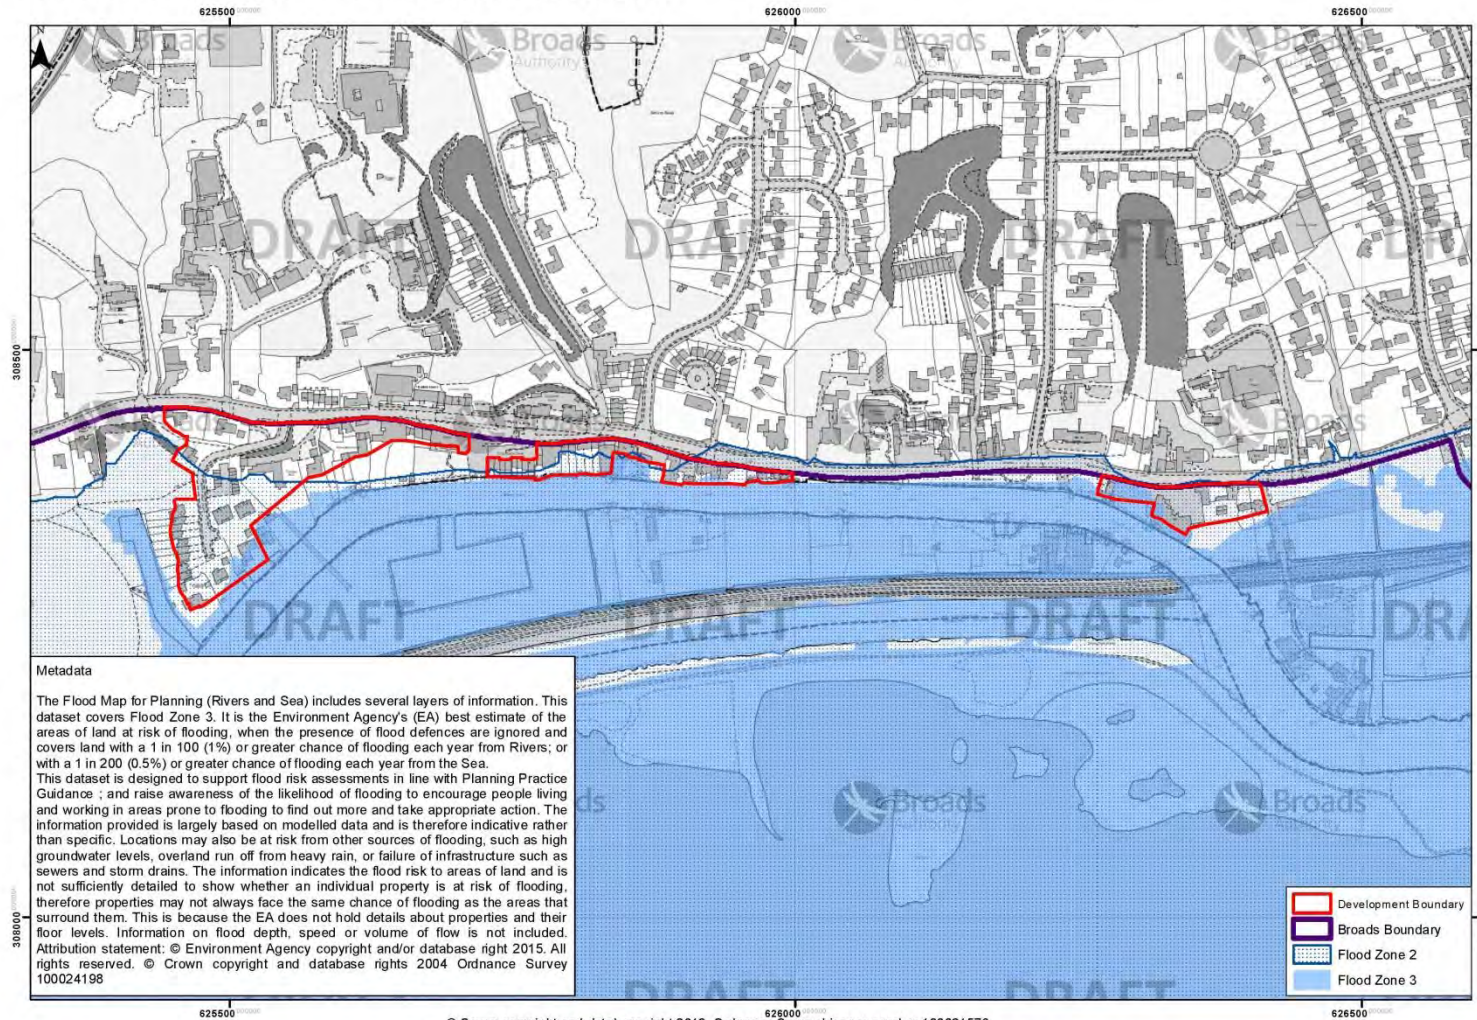 625500
626000
626500
Broads
Authority
Broads
Authority
Broads
Authority
Broads
Authority
DRAFT
DRAFT
DRAFT
DRA
308500
Broads
Broads
Broads
DRAFT
DRAFT
DRAFT
DRA
Metadata
The Flood Map for Planning (Rivers and Sea) includes several layers of information. This
dataset covers Flood Zone 3. It is the Environment Agency's (EA) best estimate of the
areas of land at risk of flooding, when the presence of flood defences are ignored and
covers land with a 1 in 100 (1%) or greater chance of flooding each year from Rivers; or
with a 1 in 200 (0.5%) or greater chance of flooding each year from the Sea.
This dataset is designed to support flood risk assessments in line with Planning Practice
Guidance ; and raise awareness of the likelihood of flooding to encourage people living
and working in areas prone to flooding to find out more and take appropriate action. The
information provided is largely based on modelled data and is therefore indicative rather
than specific. Locations may also be at risk from other sources of flooding, such as high
groundwater levels, overland run off from heavy rain, or failure of infrastructure such as
sewers and storm drains. The information indicates the flood risk to areas of land and is
not sufficiently detailed to show whether an individual property is at risk of flooding,
therefore properties may not always face the same chance of flooding as the areas that
surround them. This is because the EA does not hold details about properties and their
floor levels. Information on flood depth, speed or volume of flow is not included.
Attribution statement: © Environment Agency copyright and/or database right 2015. All
rights reserved. © Crown copyright and database rights 2004 Ordnance Survey
100024198
Broads
Authority
Broads
Authority
308000
Development Boundary
Broads Boundary
Flood Zone 2
Flood Zone 3
DRAFT
DRAFT
625500
626000
626500